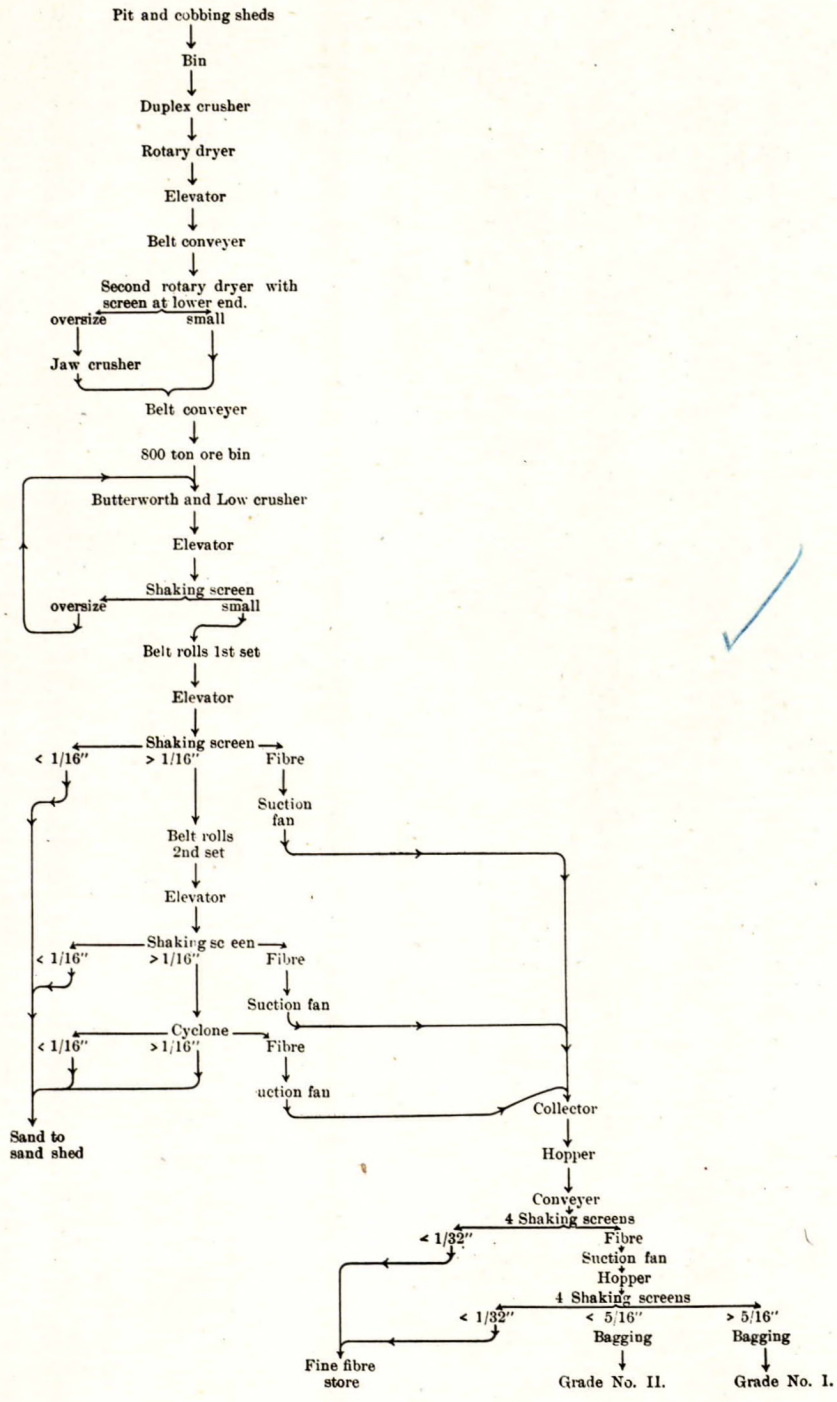 Pit and cobbing sheds
Bin
Duplex crusher
Rotary dryer
Elevator
Belt conveyer
Second rotary dryer with
screen at lower end.
oversize small
Jaw crusher
Belt conveyer
800 ton ore bin
Butterworth and Low crusher
Elevator
Shaking screen
oversize small
Belt rolls 1st set
Elevator
Shaking screen
< 1/16" > 1/16" Fibre
Suction
fan
Belt rolls
2nd set
Elevator
Shaking sc een
< 1/16" > 1/16" Fibre
Suction fan
Cyclone
< 1/16" > 1/16" Fibre
uction fan
Collector
Sand to
sand shed
Hopper
Conveyer
4 Shaking screens
< 1/32" Fibre
Suction fan
Hopper
4 Shaking screens
< 1/32" < 5/16" > 5/16"
Bagging Bagging
Fine fibre
store
Grade No. II. Grade No. I.